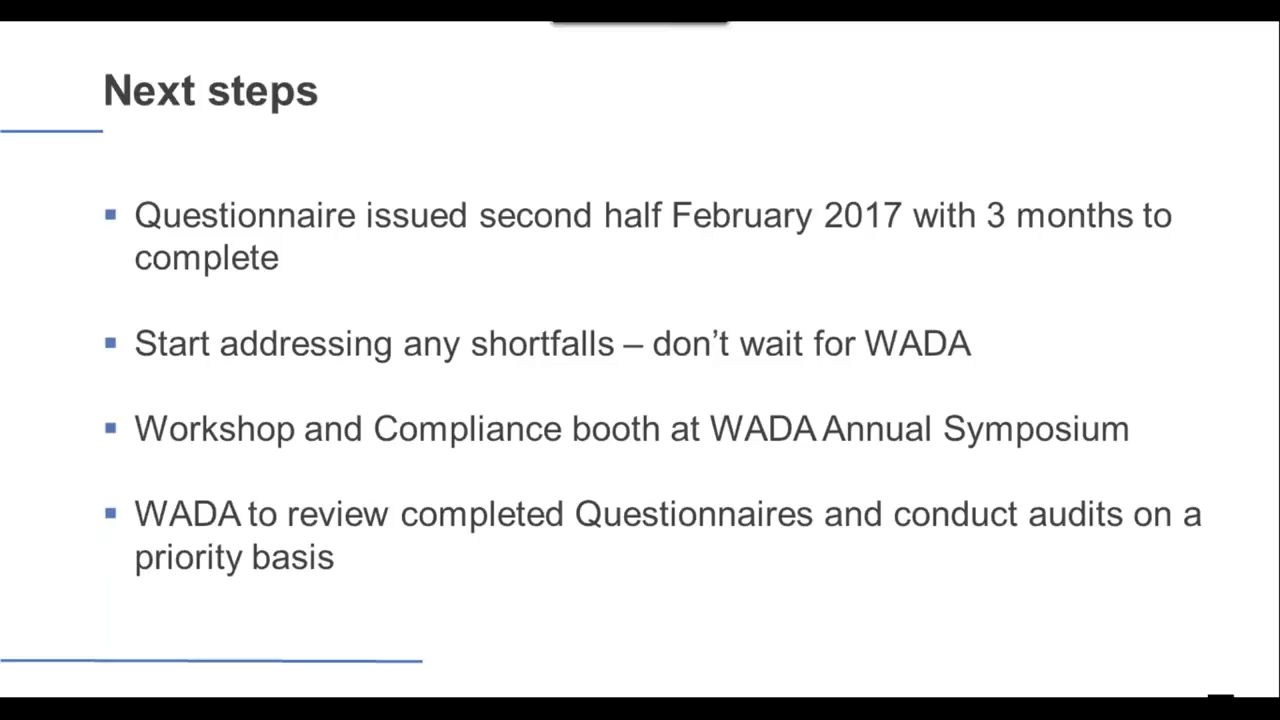 Next steps
▪ Questionnaire issued second half February 2017 with 3 months to
complete
▪ Start addressing any shortfalls – don’t wait for WADA
▪ Workshop and Compliance booth at WADA Annual Symposium
▪ WADA to review completed Questionnaires and conduct audits on a
priority basis